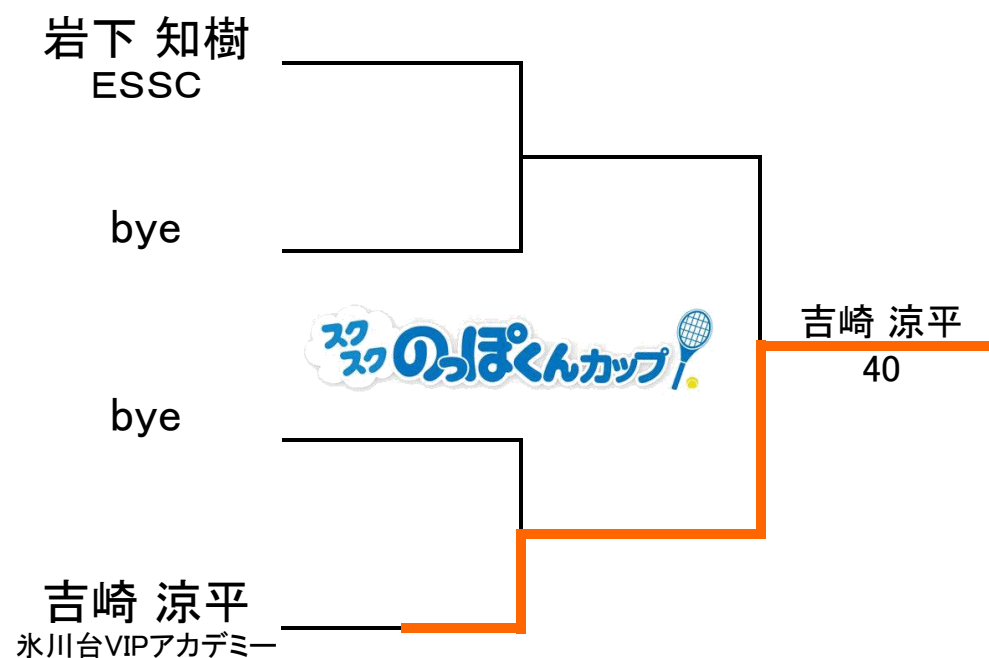 岩下 知樹
ESSC
bye
スク
スク のっぽくんカップ
吉崎 涼平
40
bye
吉崎 涼平
氷川台VIPアカデミー